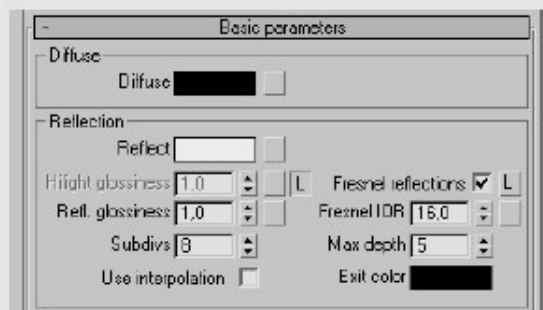 - Basic parameters
Diffuse
Diffuse
Reflection
Reflect
Hilight glossiness 1.0 L Fresnel reflections L
Refl. glossiness 1,0 Fresnel IOR 16,0
Subdivs 8 Max depth 5
Use interpolation Exit color